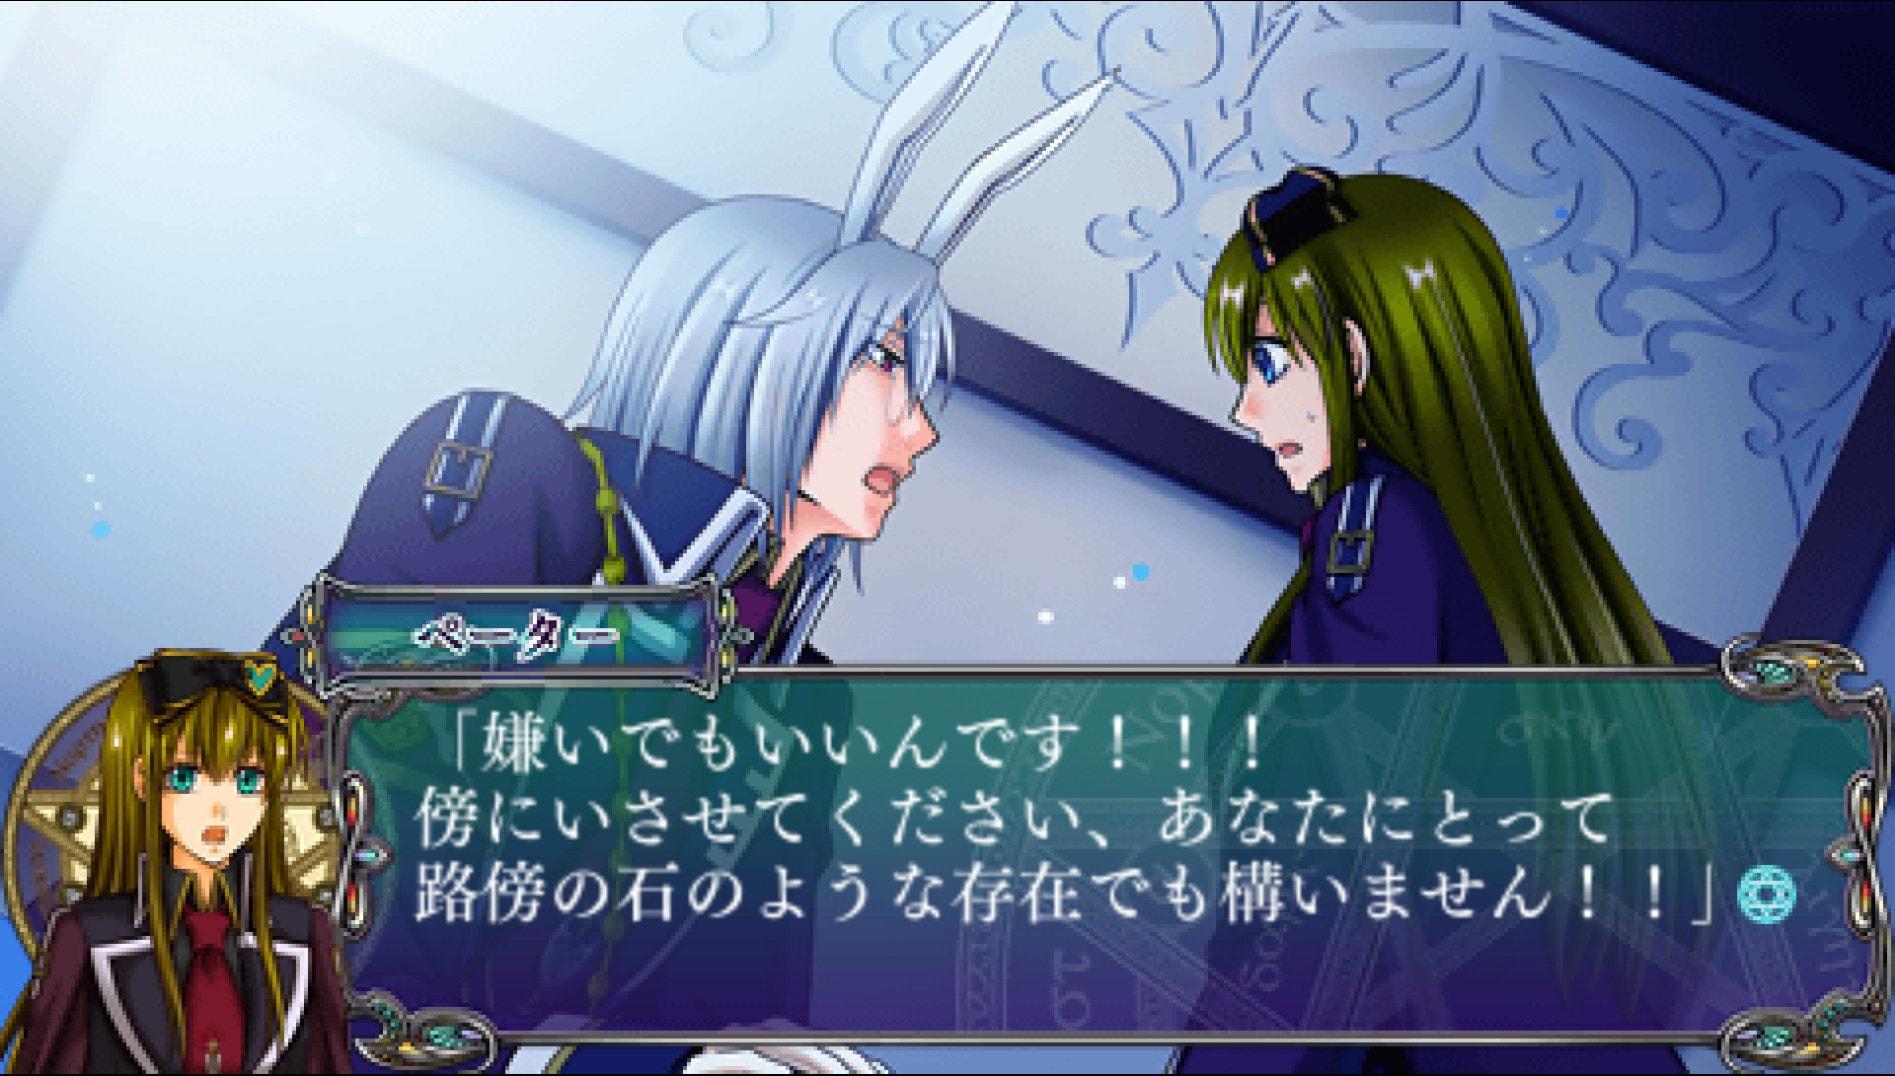 ペーター
「嫌いでもいいんです！！！
傍にいさせてください、あなたにとって
路傍の石のような存在でも構いません！！」